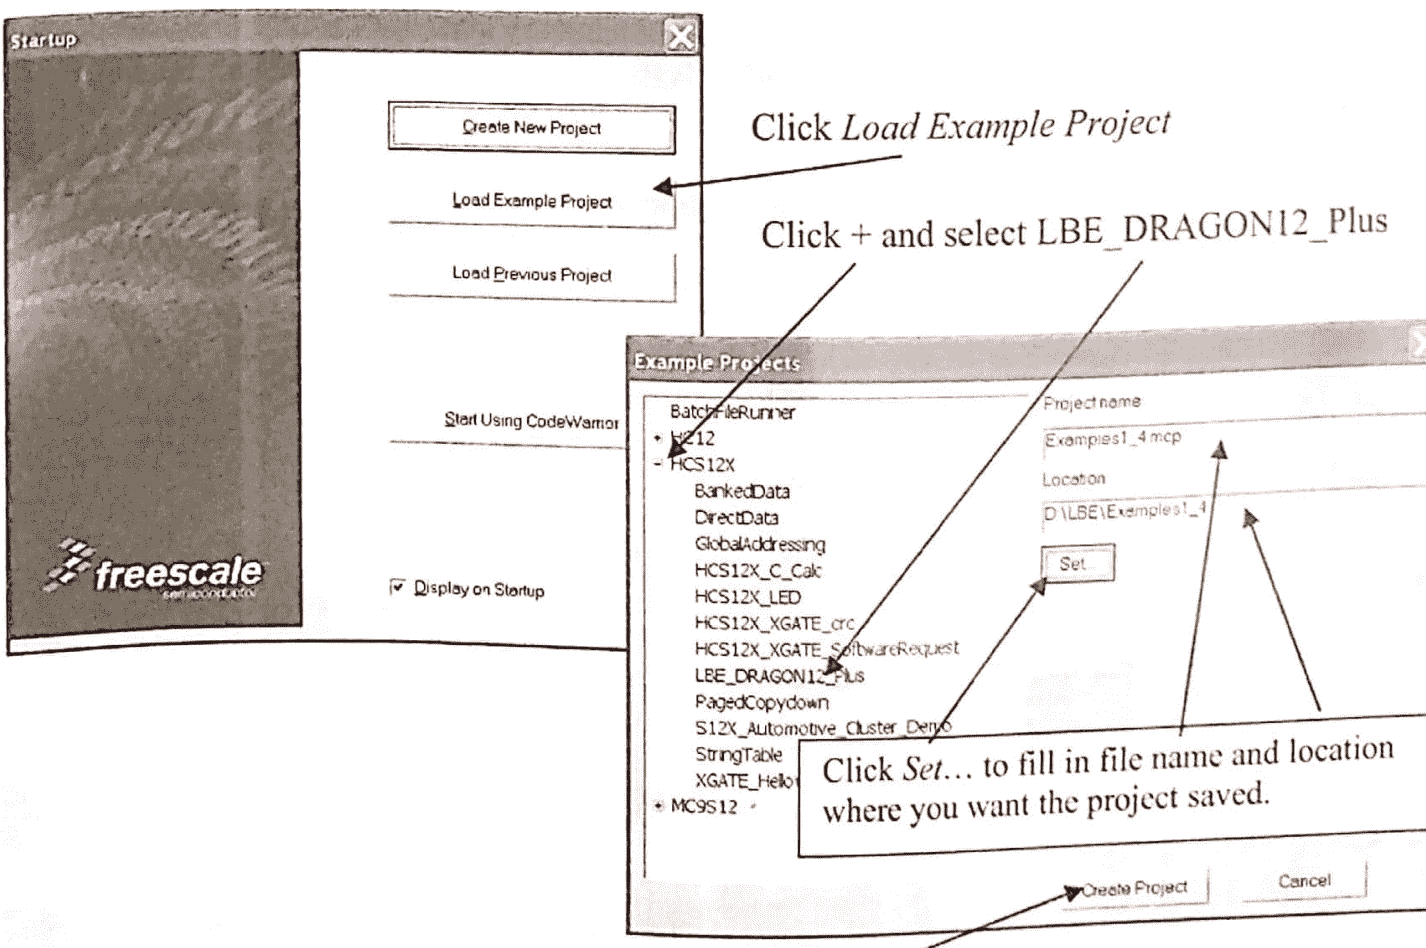 Startup
Create New Project
Click Load Example Project
Load Example Project
Click + and select LBE_DRAGON12_Plus
Load Previous Project
Example Projects
Start Using CodeWarrior
BatchFileRunner
HC12
HCS12X
BankedData
DirectData
GlobalAddressing
HCS12X_C_Calc
HCS12X_LED
HCS12X_XGATE_crc
HCS12X_XGATE_SoftwareRequest
LBE_DRAGON12_Plus
PagedCopydown
S12X_Automotive_Cluster_Demo
StringTable
MC9S12
Project name
Examples1_4.mcp
Location
D:\LBE\Examples1_4
Set...
freescale
semiconductor
Display on Startup
Click Set... to fill in file name and location
where you want the project saved.
Create Project
Cancel